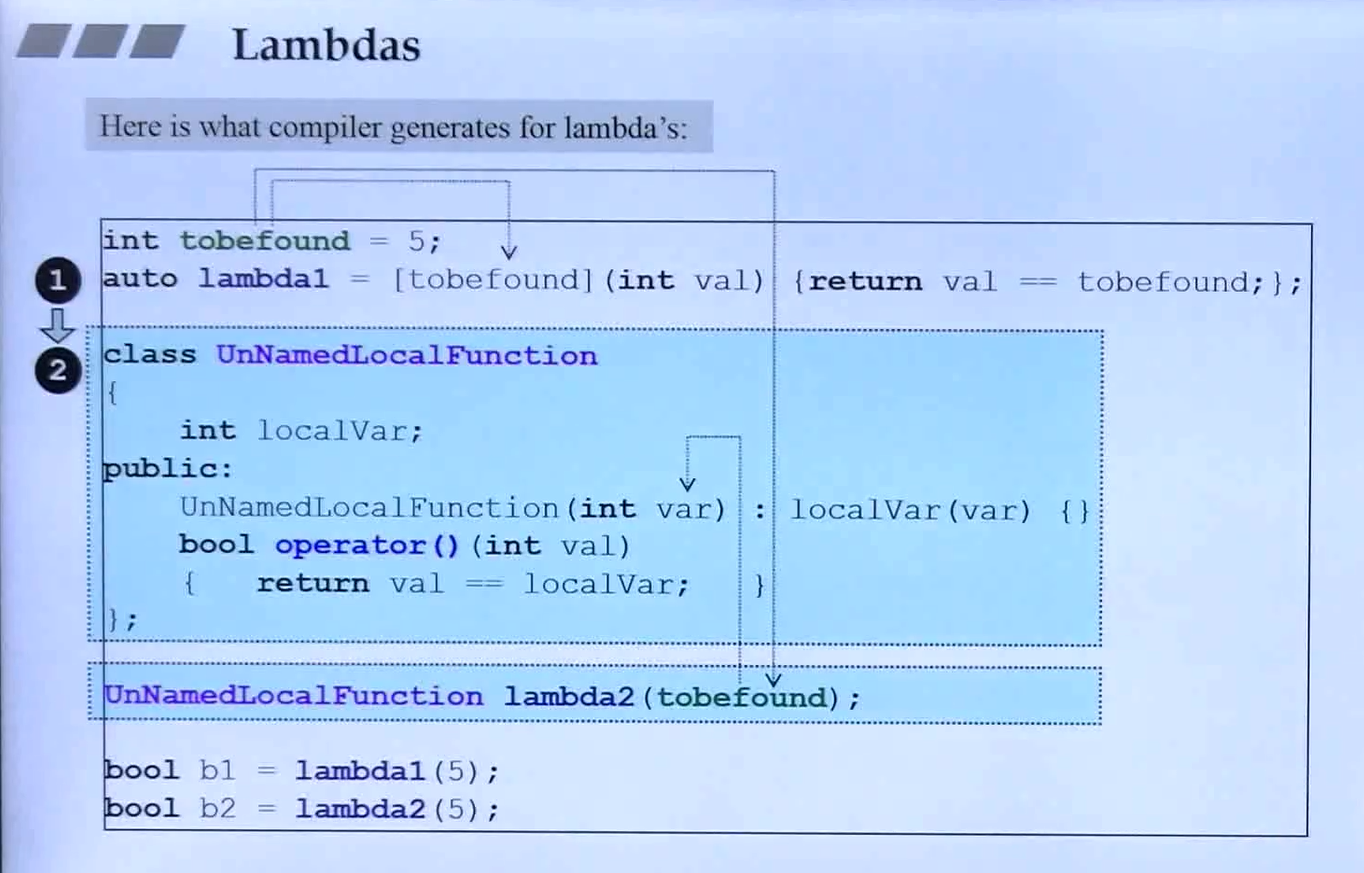 Lambdas
Here is what compiler generates for lambda's:
int tobefound = 5;
1
auto lambda1 = [tobefound](int val) {return val == tobefound;};
2
class UnNamedLocalFunction
{
int localVar;
public:
UnNamedLocalFunction(int var) : localVar(var) {}
bool operator()(int val)
{ return val == localVar; }
};
UnNamedLocalFunction lambda2(tobefound);
bool b1 = lambda1(5);
bool b2 = lambda2(5);